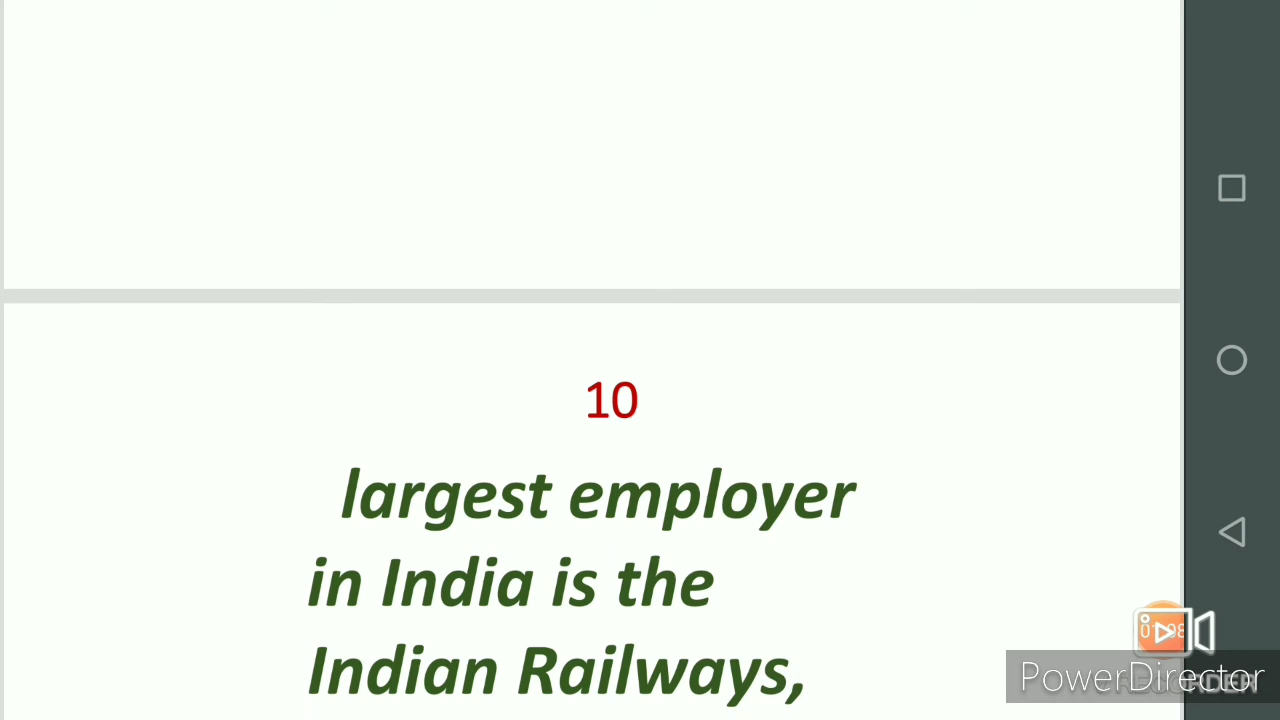 10
largest employer
in India is the
Indian Railways,
PowerDirector